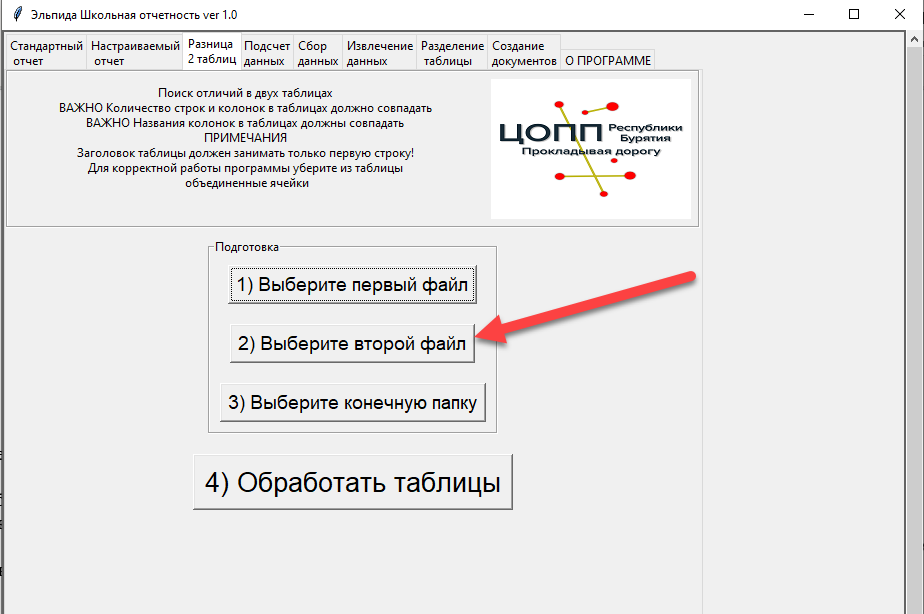 Эльпида Школьная отчетность ver 1.0
Стандартный отчет
Настраиваемый отчет
Разница 2 таблиц
Подсчет данных
Сбор данных
Извлечение данных
Разделение таблицы
Создание документов
О ПРОГРАММЕ
Поиск отличий в двух таблицах
ВАЖНО Количество строк и колонок в таблицах должно совпадать
ВАЖНО Названия колонок в таблицах должны совпадать
ПРИМЕЧАНИЯ
Заголовок таблицы должен занимать только первую строку!
Для корректной работы программы уберите из таблицы
объединенные ячейки
ЦОПП Республики
Бурятия
Прокладывая дорогу
Подготовка
1) Выберите первый файл
2) Выберите второй файл
3) Выберите конечную папку
4) Обработать таблицы